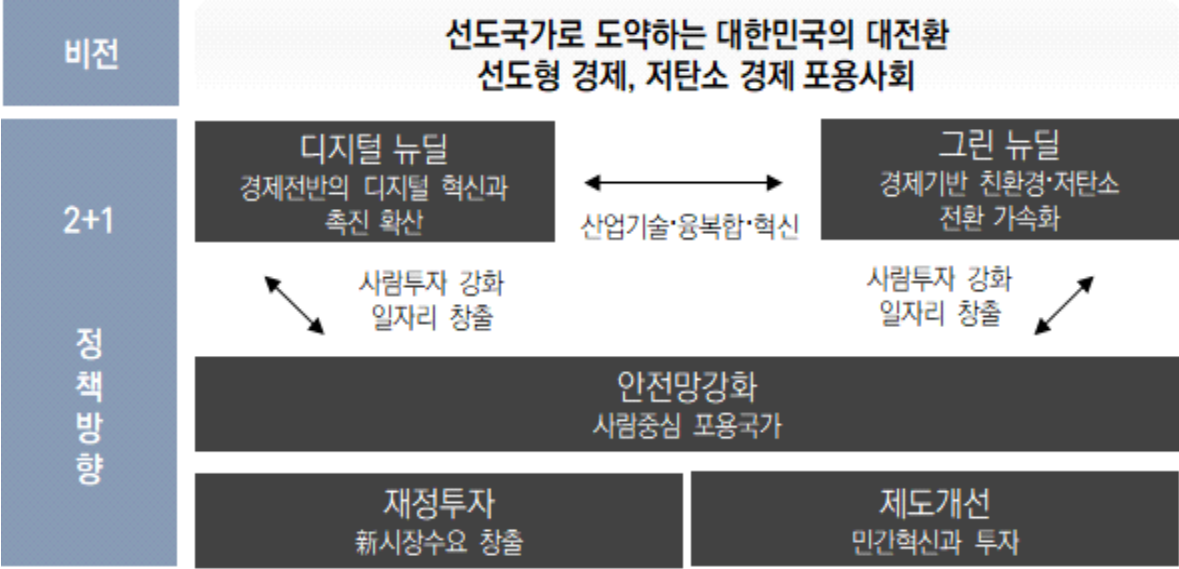 비전
선도국가로 도약하는 대한민국의 대전환
선도형 경제, 저탄소 경제 포용사회
2+1
정
책
방
향
디지털 뉴딜
경제전반의 디지털 혁신과
촉진 확산
산업기술·융복합·혁신
그린 뉴딜
경제기반 친환경·저탄소
전환 가속화
사람투자 강화
일자리 창출
사람투자 강화
일자리 창출
안전망강화
사람중심 포용국가
재정투자
新시장수요 창출
제도개선
민간혁신과 투자